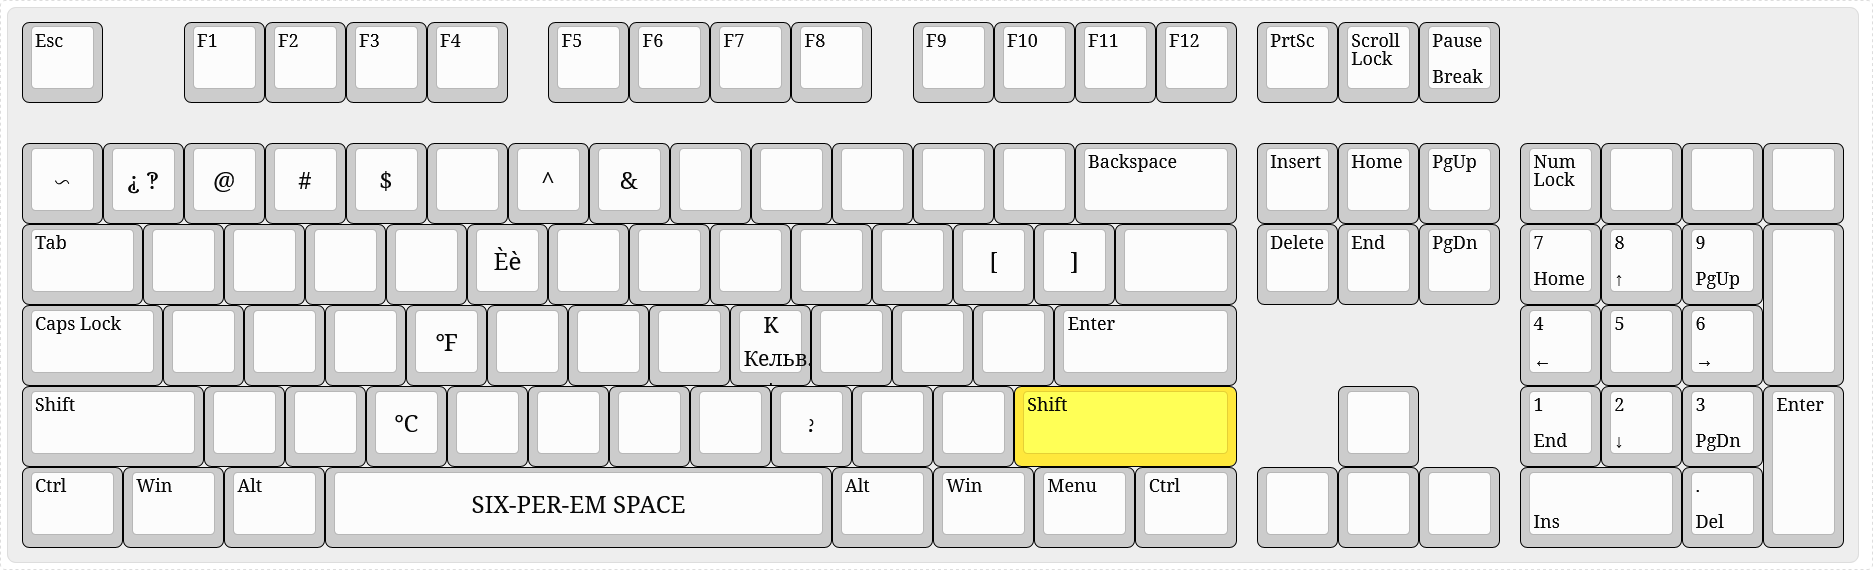 Esc F1 F2 F3 F4 F5 F6 F7 F8 F9 F10 F11 F12 PrtSc Scroll Lock Pause Break
∽ ⸘ ‽ @ # $ ^ & Backspace Insert Home PgUp Num Lock
Tab Èè [ ] Delete End PgDn 7 Home 8 ↑ 9 PgUp
Caps Lock °F K Кельв. Enter 4 ← 5 6 →
Shift °C ? Shift 1 End 2 ↓ 3 PgDn Enter
Ctrl Win Alt SIX-PER-EM SPACE Alt Win Menu Ctrl Ins . Del